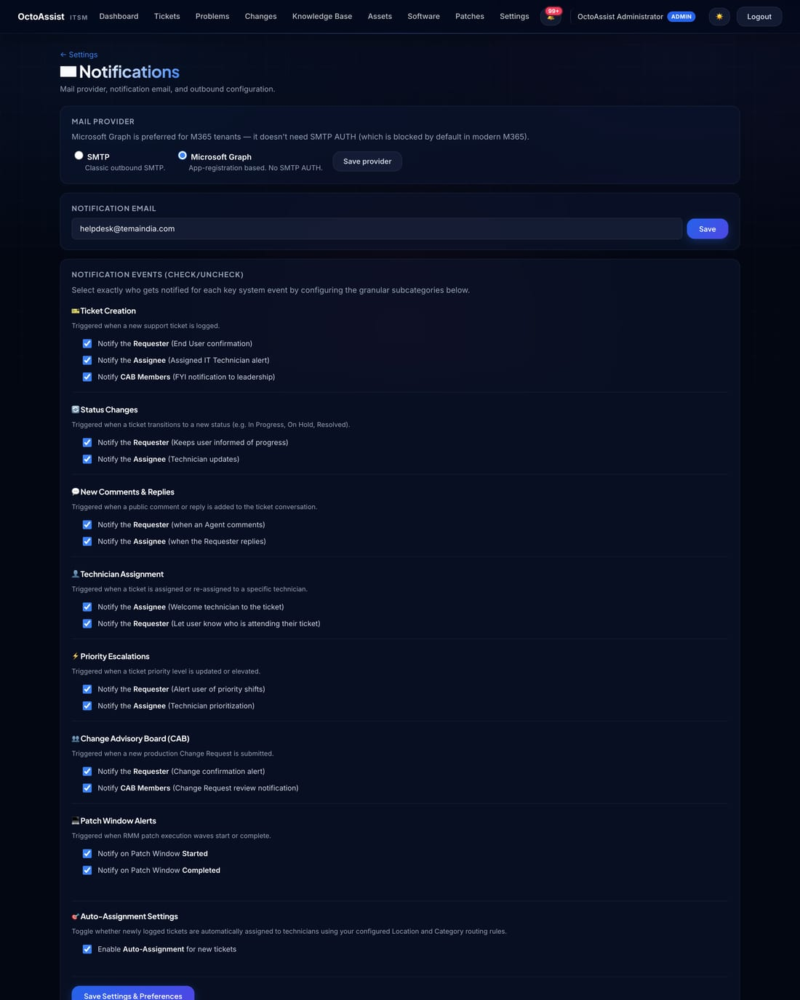 OctoAssist ITSM Dashboard Tickets Problems Changes Knowledge Base Assets Software Patches Settings 99+ OctoAssist Administrator ADMIN Logout
← Settings
Notifications
Mail provider, notification email, and outbound configuration.
MAIL PROVIDER
Microsoft Graph is preferred for M365 tenants — it doesn't need SMTP AUTH (which is blocked by default in modern M365).
SMTP Microsoft Graph Save provider
Classic outbound SMTP. App-registration based. No SMTP AUTH.
NOTIFICATION EMAIL
helpdesk@temaindia.com Save
NOTIFICATION EVENTS (CHECK/UNCHECK)
Select exactly who gets notified for each key system event by configuring the granular subcategories below.
Ticket Creation
Triggered when a new support ticket is logged.
Notify the Requester (End User confirmation)
Notify the Assignee (Assigned IT Technician alert)
Notify CAB Members (FYI notification to leadership)
Status Changes
Triggered when a ticket transitions to a new status (e.g. In Progress, On Hold, Resolved).
Notify the Requester (Keeps user informed of progress)
Notify the Assignee (Technician updates)
New Comments & Replies
Triggered when a public comment or reply is added to the ticket conversation.
Notify the Requester (when an Agent comments)
Notify the Assignee (when the Requester replies)
Technician Assignment
Triggered when a ticket is assigned or re-assigned to a specific technician.
Notify the Assignee (Welcome technician to the ticket)
Notify the Requester (Let user know who is attending their ticket)
Priority Escalations
Triggered when a ticket priority level is updated or elevated.
Notify the Requester (Alert user of priority shifts)
Notify the Assignee (Technician prioritization)
Change Advisory Board (CAB)
Triggered when a new production Change Request is submitted.
Notify the Requester (Change confirmation alert)
Notify CAB Members (Change Request review notification)
Patch Window Alerts
Triggered when RMM patch execution waves start or complete.
Notify on Patch Window Started
Notify on Patch Window Completed
Auto-Assignment Settings
Toggle whether newly logged tickets are automatically assigned to technicians using your configured Location and Category routing rules.
Enable Auto-Assignment for new tickets
Save Settings & Preferences